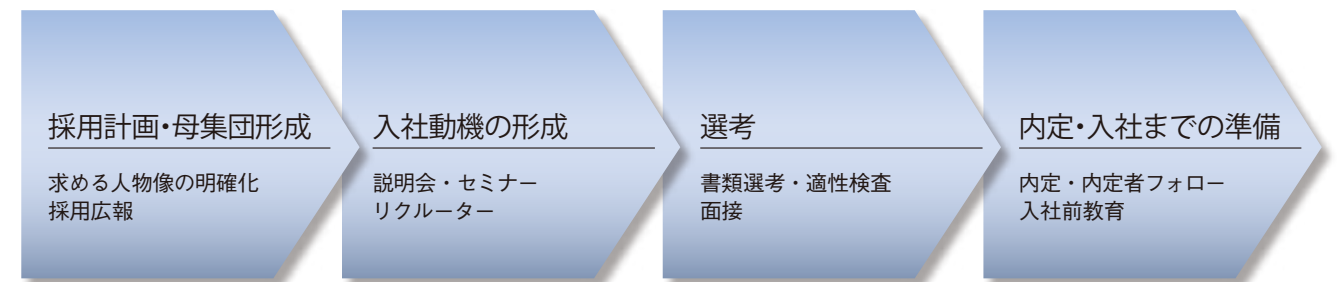 採用計画・母集団形成
求める人物像の明確化
採用広報
入社動機の形成
説明会・セミナー
リクルーター
選考
書類選考・適性検査
面接
内定・入社までの準備
内定・内定者フォロー
入社前教育